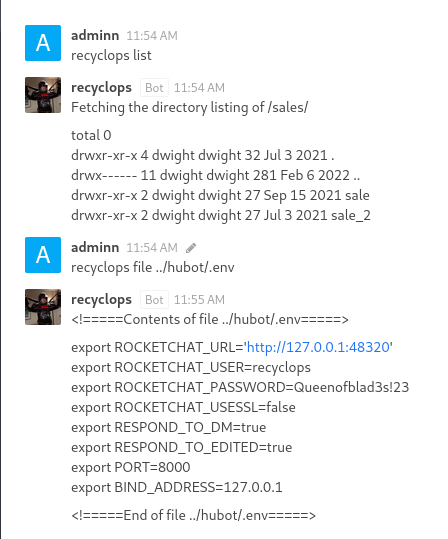 A adminn 11:54 AM
recyclops list
recyclops Bot 11:54 AM
Fetching the directory listing of /sales/
total 0
drwxr-xr-x 4 dwight dwight 32 Jul 3 2021 .
drwx------ 11 dwight dwight 281 Feb 6 2022 ..
drwxr-xr-x 2 dwight dwight 27 Sep 15 2021 sale
drwxr-xr-x 2 dwight dwight 27 Jul 3 2021 sale_2
A adminn 11:54 AM
recyclops file ../hubot/.env
recyclops Bot 11:55 AM
<!=====Contents of file ../hubot/.env=====>
export ROCKETCHAT_URL='http://127.0.0.1:48320'
export ROCKETCHAT_USER=recyclops
export ROCKETCHAT_PASSWORD=Queenofblad3s!23
export ROCKETCHAT_USESSL=false
export RESPOND_TO_DM=true
export RESPOND_TO_EDITED=true
export PORT=8000
export BIND_ADDRESS=127.0.0.1
<!=====End of file ../hubot/.env=====>